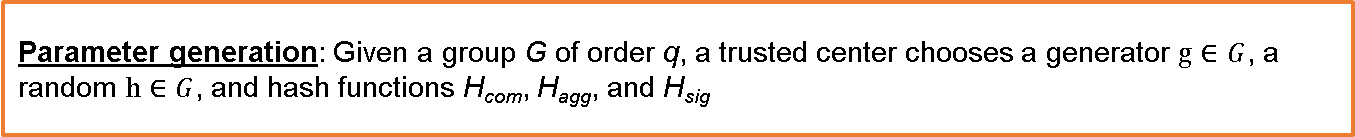 Parameter generation: Given a group G of order q, a trusted center chooses a generator g ∈ G, a
random h ∈ G, and hash functions Hcom, Hagg, and Hsig